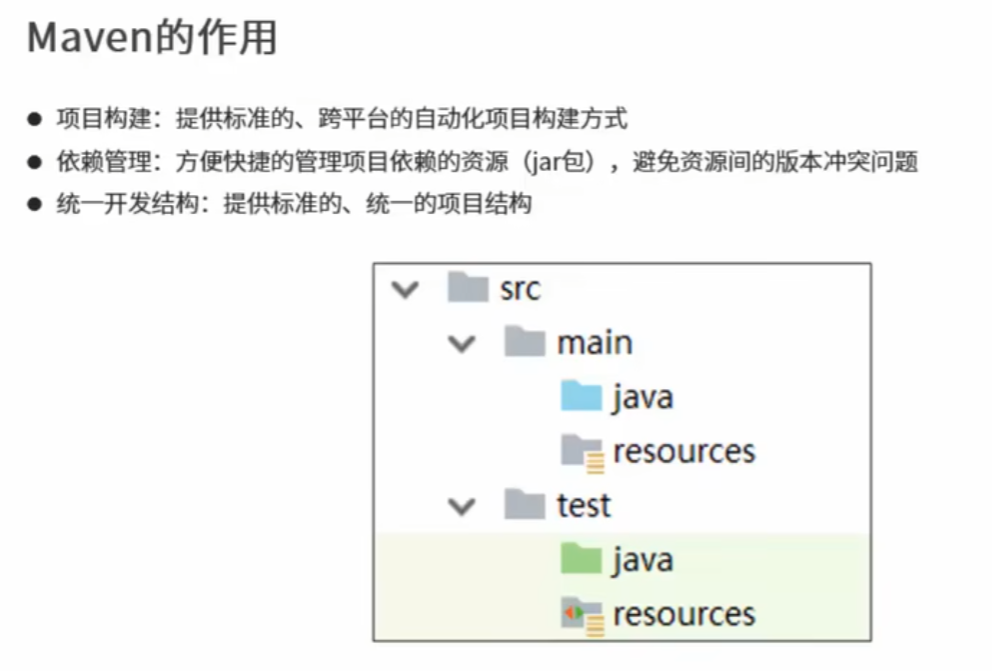 Maven的作用
● 项目构建：提供标准的、跨平台的自动化项目构建方式
● 依赖管理：方便快捷的管理项目依赖的资源（jar包），避免资源间的版本冲突问题
● 统一开发结构：提供标准的、统一的项目结构
src
main
java
resources
test
java
resources